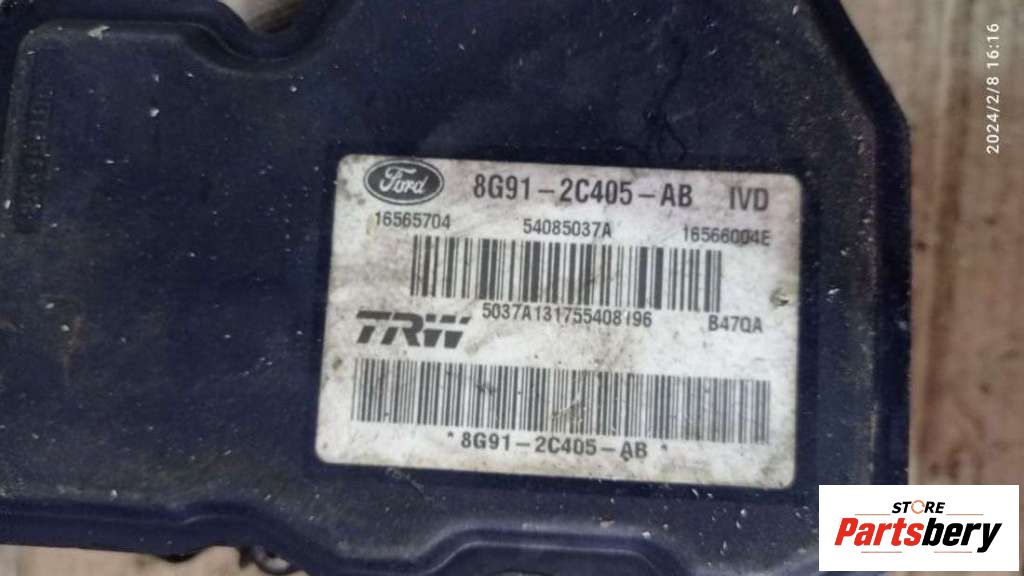 2024/2/8 16:16
Ford 8G91-2C405-AB IVD
16565704 54085037A 16566004E
5037A131755408196 B47QA
TRW
*8G91-2C405-AB*
STORE
Partsbery